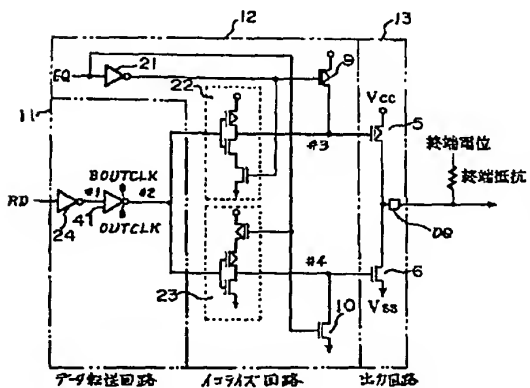 12
13
EQ
21
9
11
22
Vcc
5
#3
終端電位
BOUTCLK
終端抵抗
RD
#1
#2
24
41
OUTCLK
DQ
#4
6
23
10
Vss
データ転送回路
イコライズ回路
出力回路